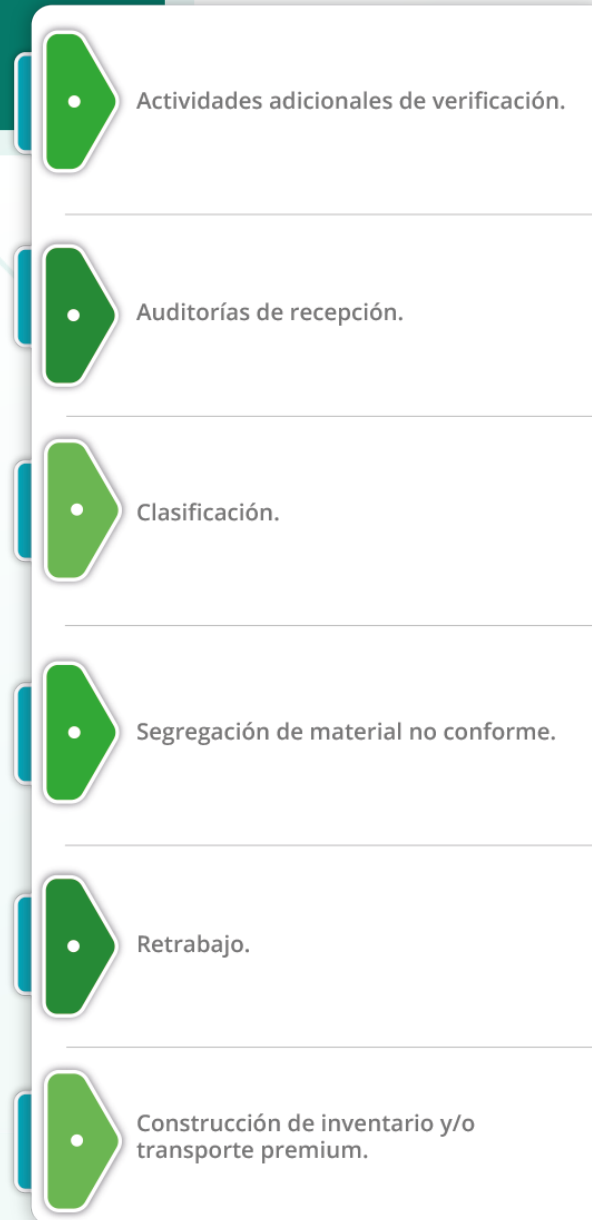 Actividades adicionales de verificación.
Auditorías de recepción.
Clasificación.
Segregación de material no conforme.
Retrabajo.
Construcción de inventario y/o
transporte premium.